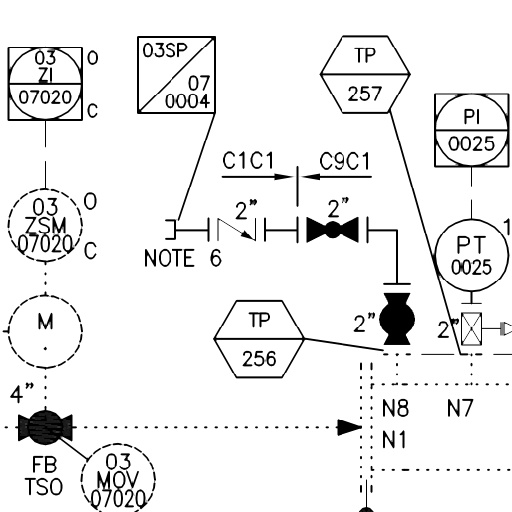 03
ZI
07020
O
C
03SP
07
0004
TP
257
PI
0025
C1C1
C9C1
03
ZSM
07020
O
C
2"
2"
NOTE 6
PT
0025
1
M
TP
256
2"
2"
4"
N8
N7
N1
FB
TSO
03
MOV
07020